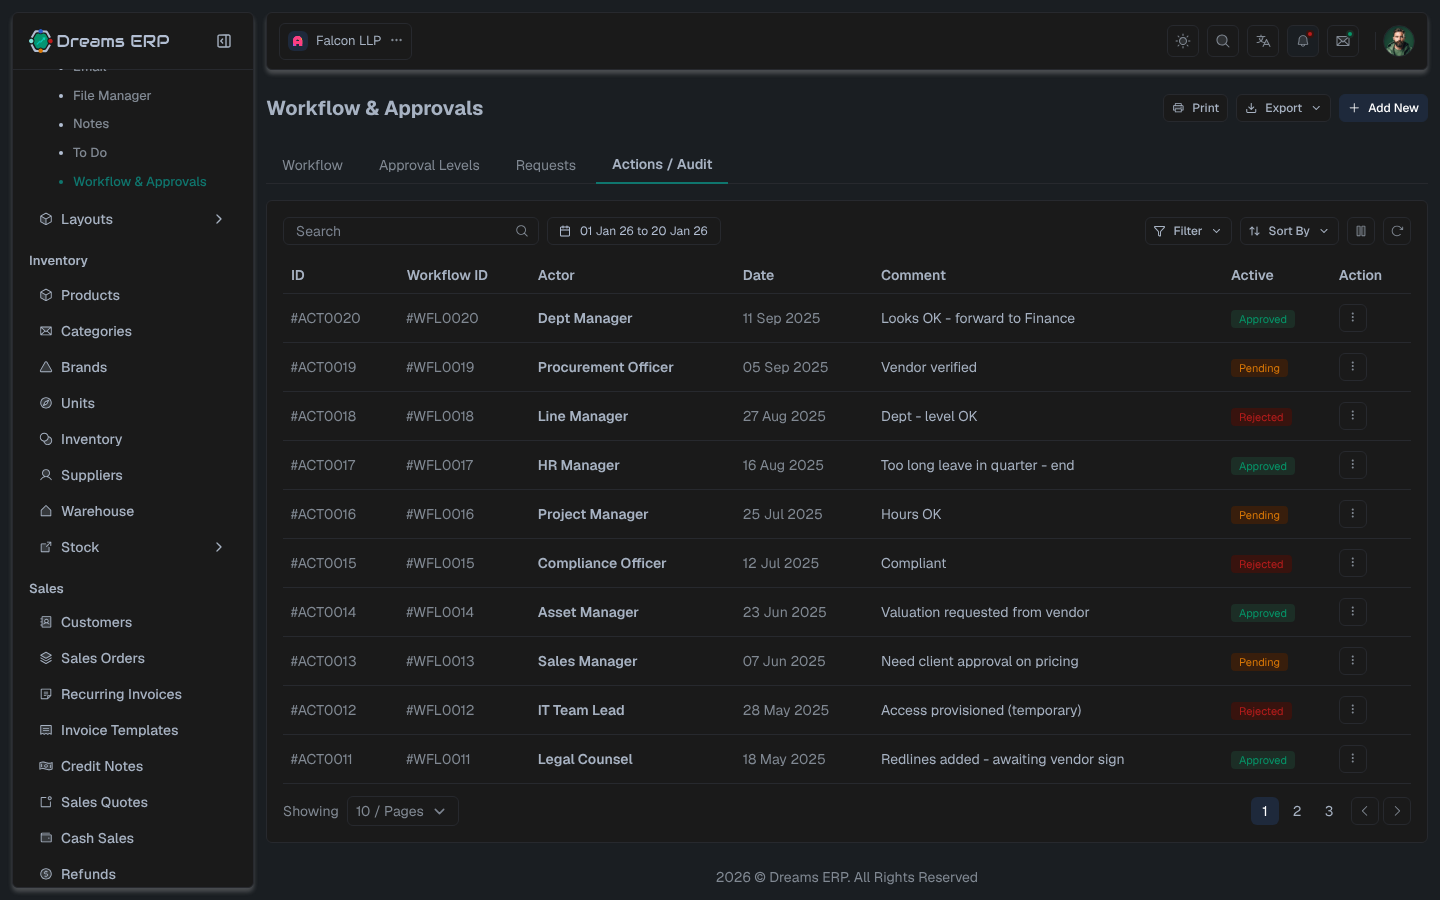 Dreams ERP
Email
File Manager
Notes
To Do
Workflow & Approvals
Layouts
Inventory
Products
Categories
Brands
Units
Inventory
Suppliers
Warehouse
Stock
Sales
Customers
Sales Orders
Recurring Invoices
Invoice Templates
Credit Notes
Sales Quotes
Cash Sales
Refunds
Falcon LLP
Workflow & Approvals
Print
Export
Add New
Workflow Approval Levels Requests Actions / Audit
Search
01 Jan 26 to 20 Jan 26
Filter
Sort By
ID Workflow ID Actor Date Comment Active Action
#ACT0020 #WFL0020 Dept Manager 11 Sep 2025 Looks OK - forward to Finance Approved
#ACT0019 #WFL0019 Procurement Officer 05 Sep 2025 Vendor verified Pending
#ACT0018 #WFL0018 Line Manager 27 Aug 2025 Dept - level OK Rejected
#ACT0017 #WFL0017 HR Manager 16 Aug 2025 Too long leave in quarter - end Approved
#ACT0016 #WFL0016 Project Manager 25 Jul 2025 Hours OK Pending
#ACT0015 #WFL0015 Compliance Officer 12 Jul 2025 Compliant Rejected
#ACT0014 #WFL0014 Asset Manager 23 Jun 2025 Valuation requested from vendor Approved
#ACT0013 #WFL0013 Sales Manager 07 Jun 2025 Need client approval on pricing Pending
#ACT0012 #WFL0012 IT Team Lead 28 May 2025 Access provisioned (temporary) Rejected
#ACT0011 #WFL0011 Legal Counsel 18 May 2025 Redlines added - awaiting vendor sign Approved
Showing 10 / Pages
1 2 3
2026 © Dreams ERP. All Rights Reserved